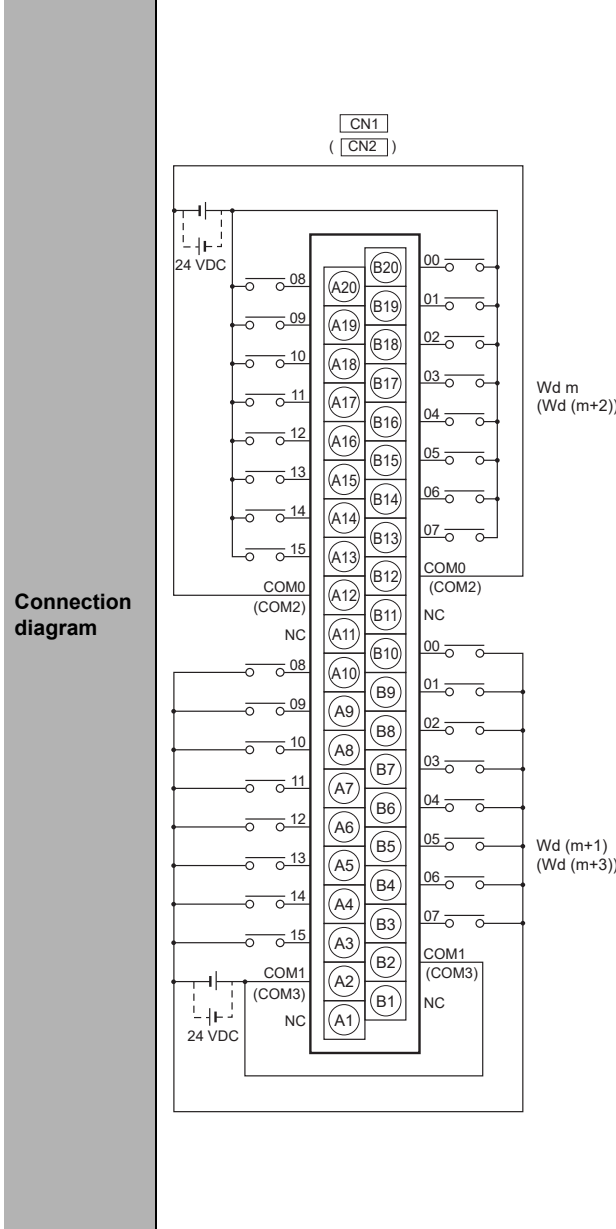 Connection
diagram
CN1
( CN2 )
24 VDC
08
09
10
11
12
13
14
15
COM0
(COM2)
NC
08
09
10
11
12
13
14
15
COM1
(COM3)
NC
24 VDC
A20
A19
A18
A17
A16
A15
A14
A13
A12
A11
A10
A9
A8
A7
A6
A5
A4
A3
A2
A1
B20
B19
B18
B17
B16
B15
B14
B13
B12
B11
B10
B9
B8
B7
B6
B5
B4
B3
B2
B1
00
01
02
03
04
05
06
07
COM0
(COM2)
NC
00
01
02
03
04
05
06
07
COM1
(COM3)
NC
Wd m
(Wd (m+2))
Wd (m+1)
(Wd (m+3))